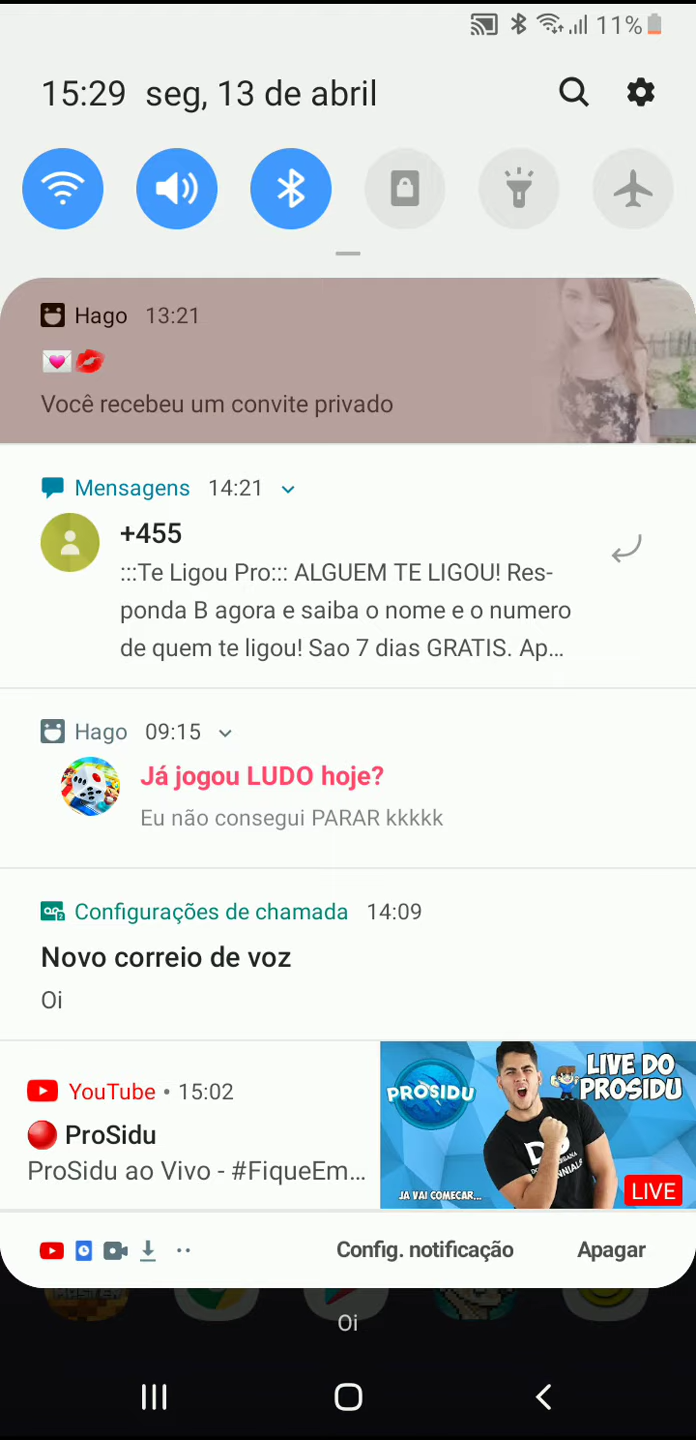 11%
15:29 seg, 13 de abril
Hago 13:21
💌💋
Você recebeu um convite privado
Mensagens 14:21
+455
:::Te Ligou Pro::: ALGUEM TE LIGOU! Res-
ponda B agora e saiba o nome e o numero
de quem te ligou! Sao 7 dias GRATIS. Ap...
Hago 09:15
Já jogou LUDO hoje?
Eu não consegui PARAR kkkkk
Configurações de chamada 14:09
Novo correio de voz
Oi
YouTube • 15:02
🔴 ProSidu
ProSidu ao Vivo - #FiqueEm...
PROSIDU
LIVE DO
PROSIDU
JA VAI COMECAR...
LIVE
Config. notificação Apagar
Oi